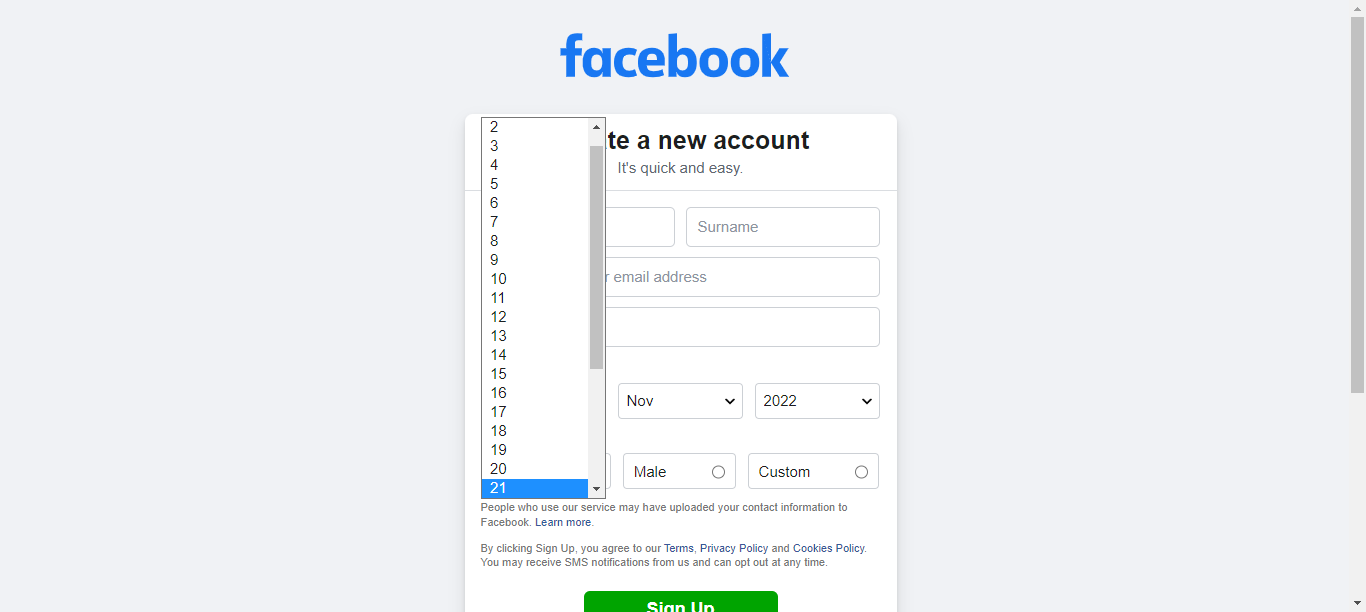 facebook
te a new account
It's quick and easy.
Surname
r email address
2
3
4
5
6
7
8
9
10
11
12
13
14
15
16
17
18
19
20
21
Nov
2022
Male
Custom
People who use our service may have uploaded your contact information to
Facebook. Learn more.
By clicking Sign Up, you agree to our Terms, Privacy Policy and Cookies Policy.
You may receive SMS notifications from us and can opt out at any time.
Sign Up